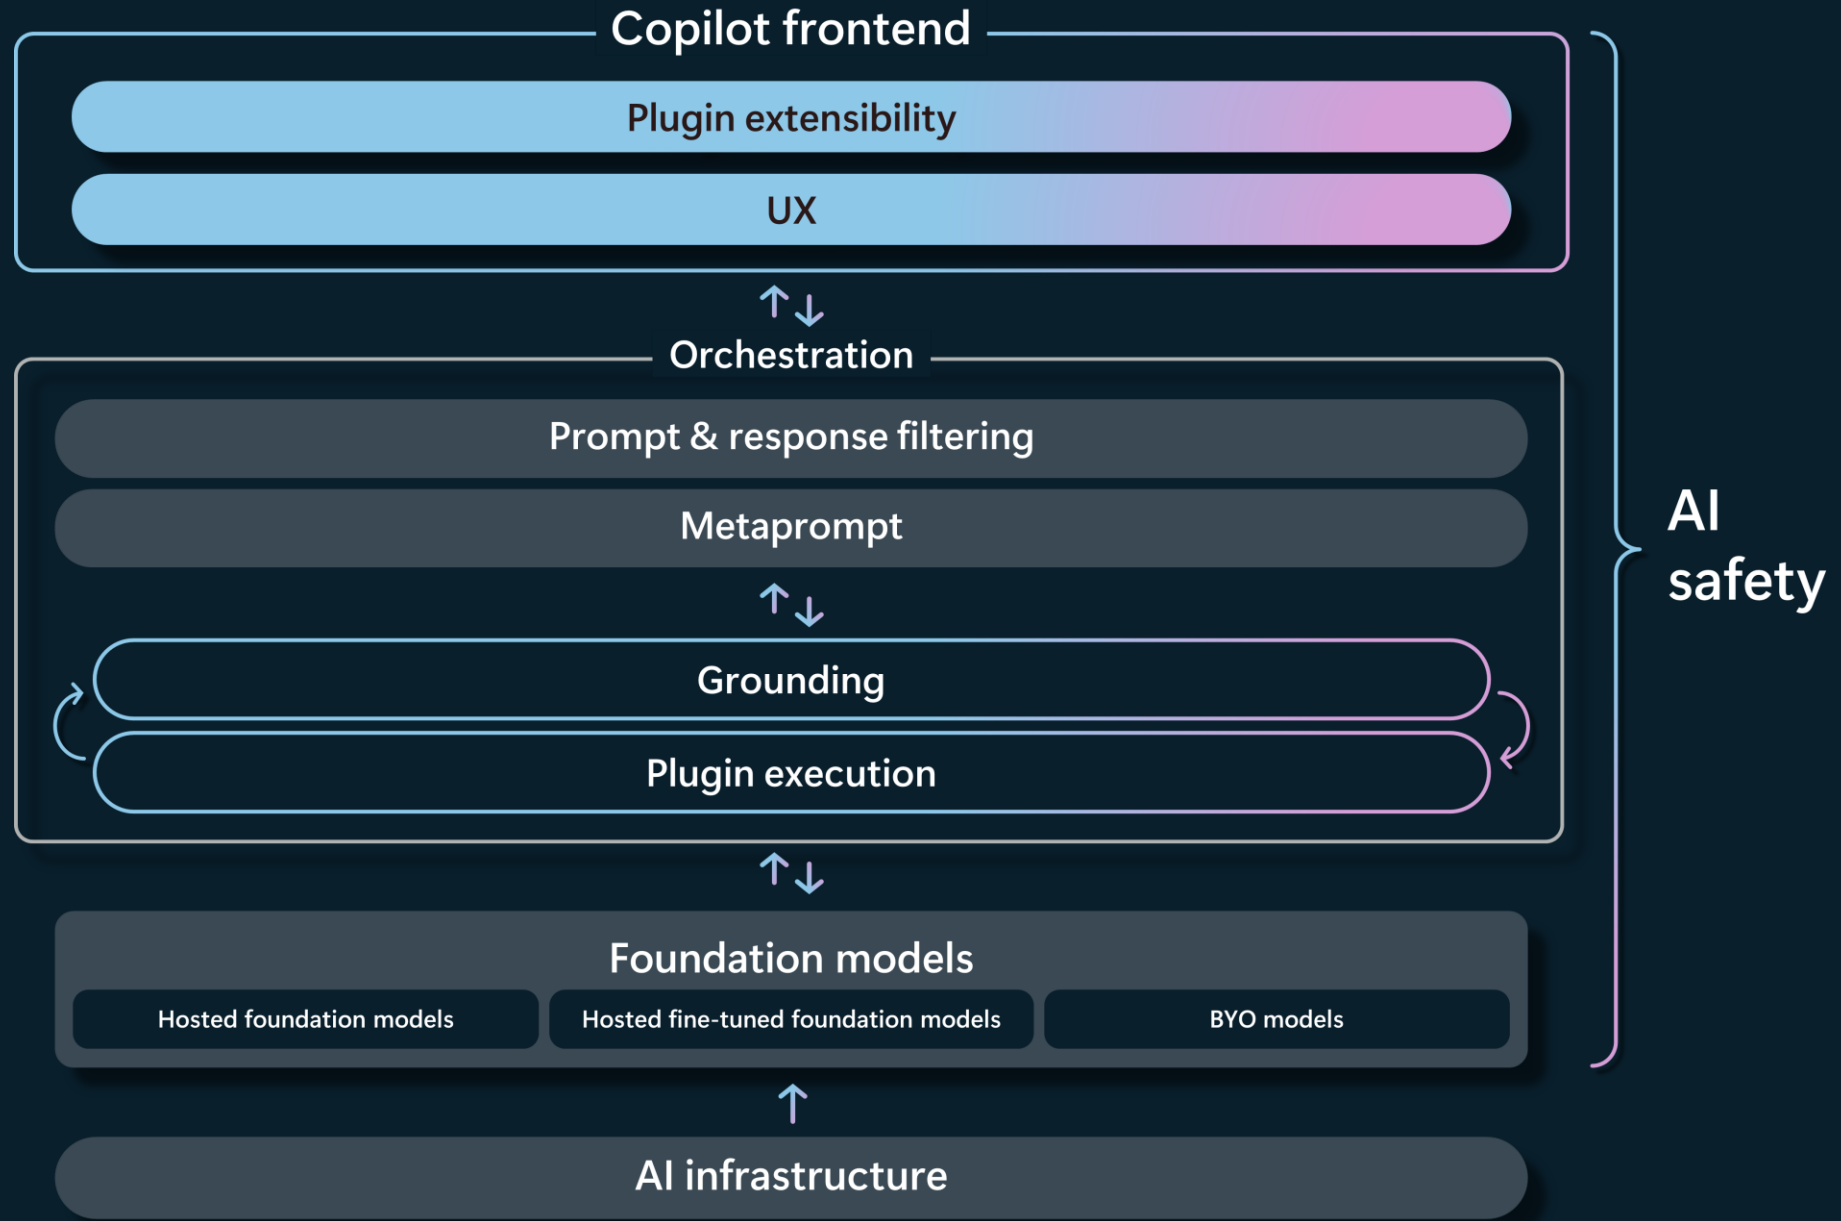 Copilot frontend
Plugin extensibility
UX
Orchestration
Prompt & response filtering
Metaprompt
Grounding
Plugin execution
Foundation models
Hosted foundation models
Hosted fine-tuned foundation models
BYO models
AI infrastructure
AI
safety